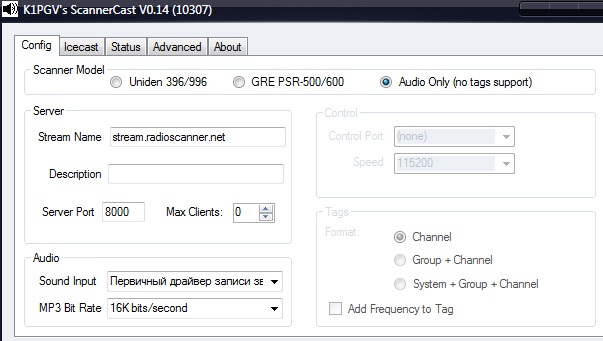 K1PGV's ScannerCast V0.14 (10307)
Config Icecast Status Advanced About
Scanner Model
Uniden 396/996 GRE PSR-500/600 Audio Only (no tags support)
Server
Stream Name stream.radioscanner.net
Description
Server Port 8000 Max Clients: 0
Audio
Sound Input Первичный драйвер записи зв
MP3 Bit Rate 16K bits/second
Control
Control Port (none)
Speed 115200
Tags
Format: Channel
Group + Channel
System + Group + Channel
Add Frequency to Tag